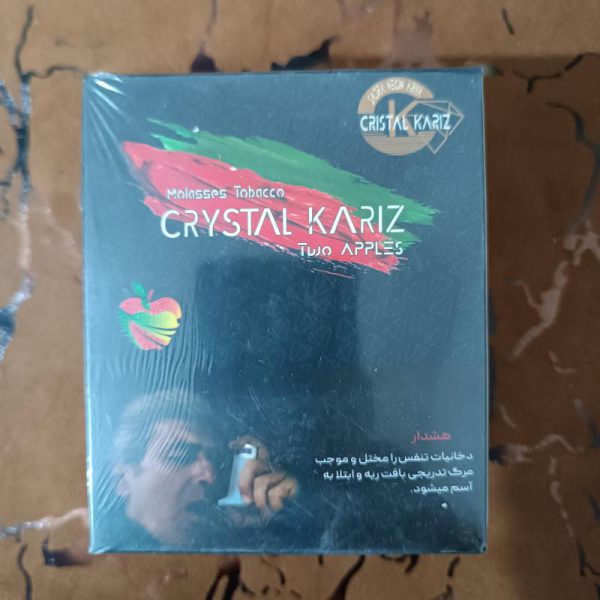 CRISTAL KARIZ
Molasses Tobacco
CRYSTAL KARIZ
Two APPLES
هشدار
دخانیات تنفس را مختل و موجب
مرگ تدریجی بافت ریه و ابتلا به
آسم میشود.